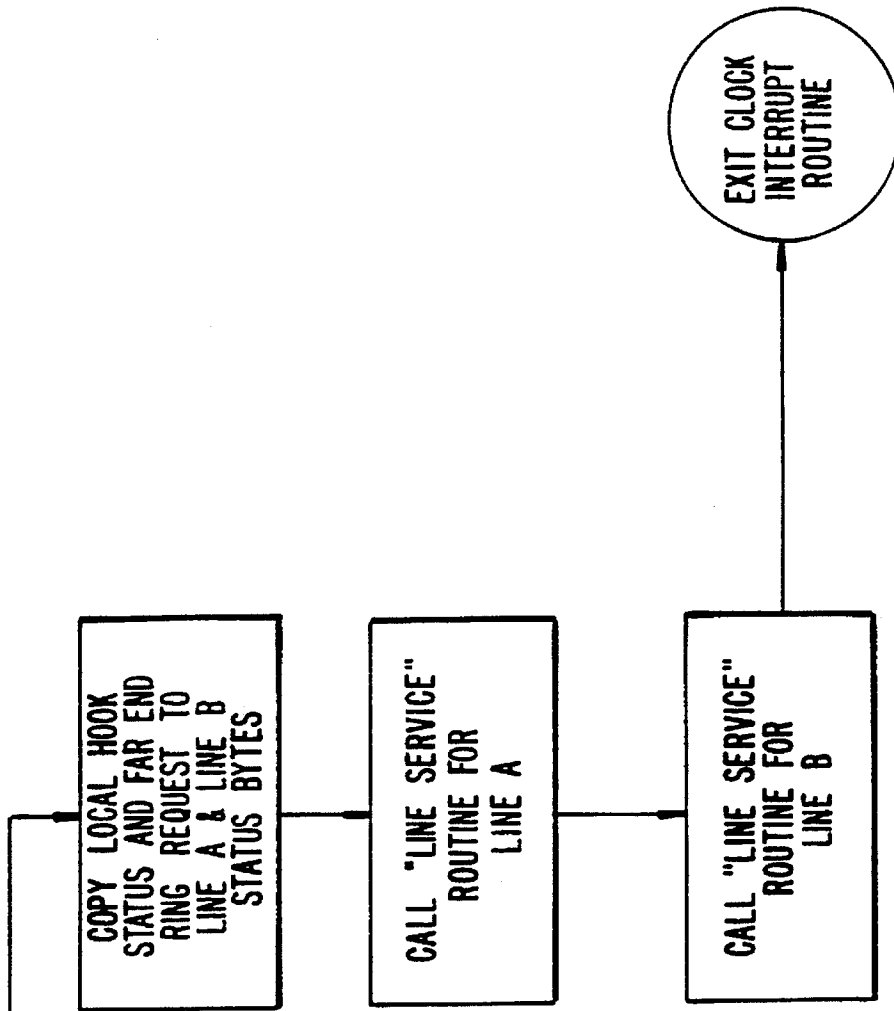 COPY LOCAL HOOK
STATUS AND FAR END
RING REQUEST TO
LINE A & LINE B
STATUS BYTES
CALL "LINE SERVICE"
ROUTINE FOR
LINE A
CALL "LINE SERVICE"
ROUTINE FOR
LINE B
EXIT CLOCK
INTERRUPT
ROUTINE